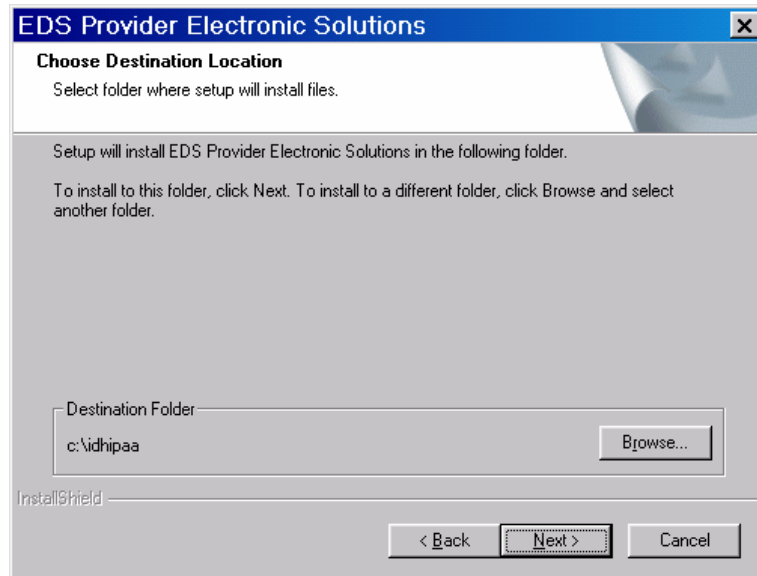 EDS Provider Electronic Solutions
Choose Destination Location
Select folder where setup will install files.
Setup will install EDS Provider Electronic Solutions in the following folder.
To install to this folder, click Next. To install to a different folder, click Browse and select
another folder.
Destination Folder
c:\idhipaa
Browse...
InstallShield
< Back
Next >
Cancel